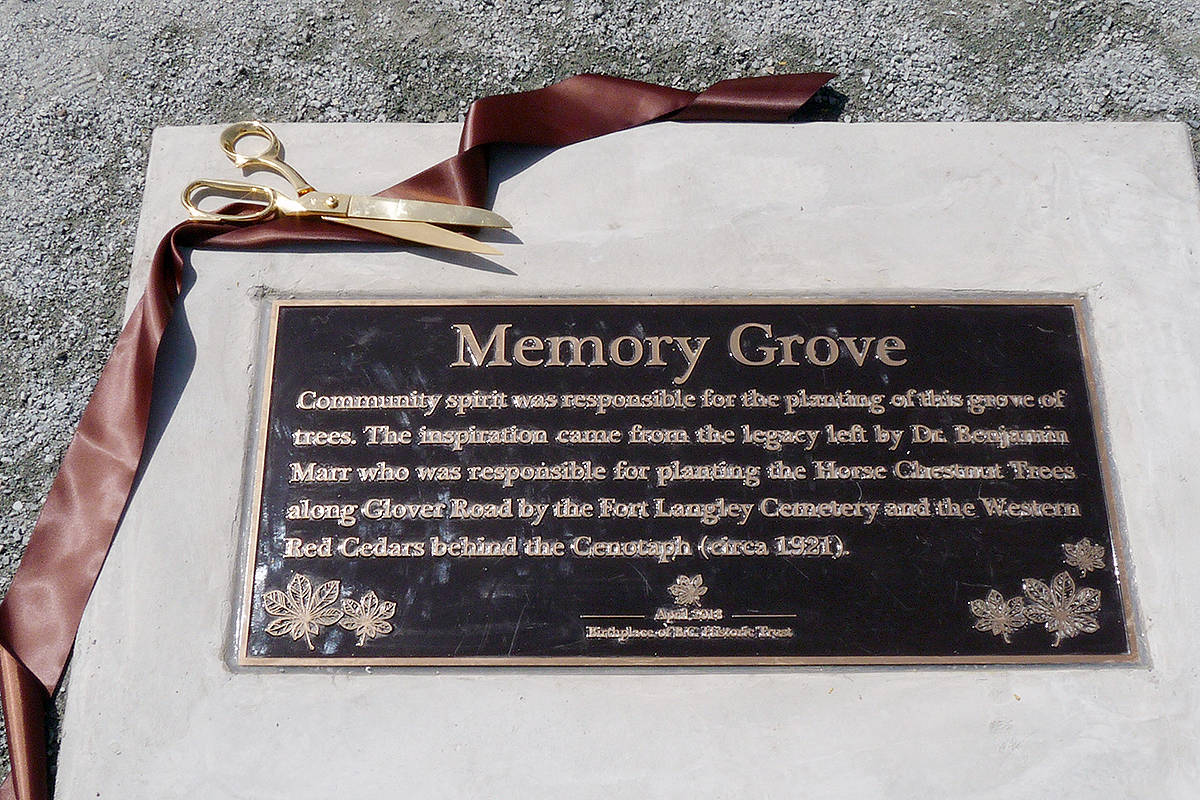 Memory Grove
Community spirit was responsible for the planting of this grove of
trees. The inspiration came from the legacy left by Dr. Benjamin
Marr who was responsible for planting the Horse Chestnut Trees
along Glover Road by the Fort Langley Cemetery and the Western
Red Cedars behind the Cenotaph (circa 1921).
April 2018
Birthplace of B.C. Historic Trust